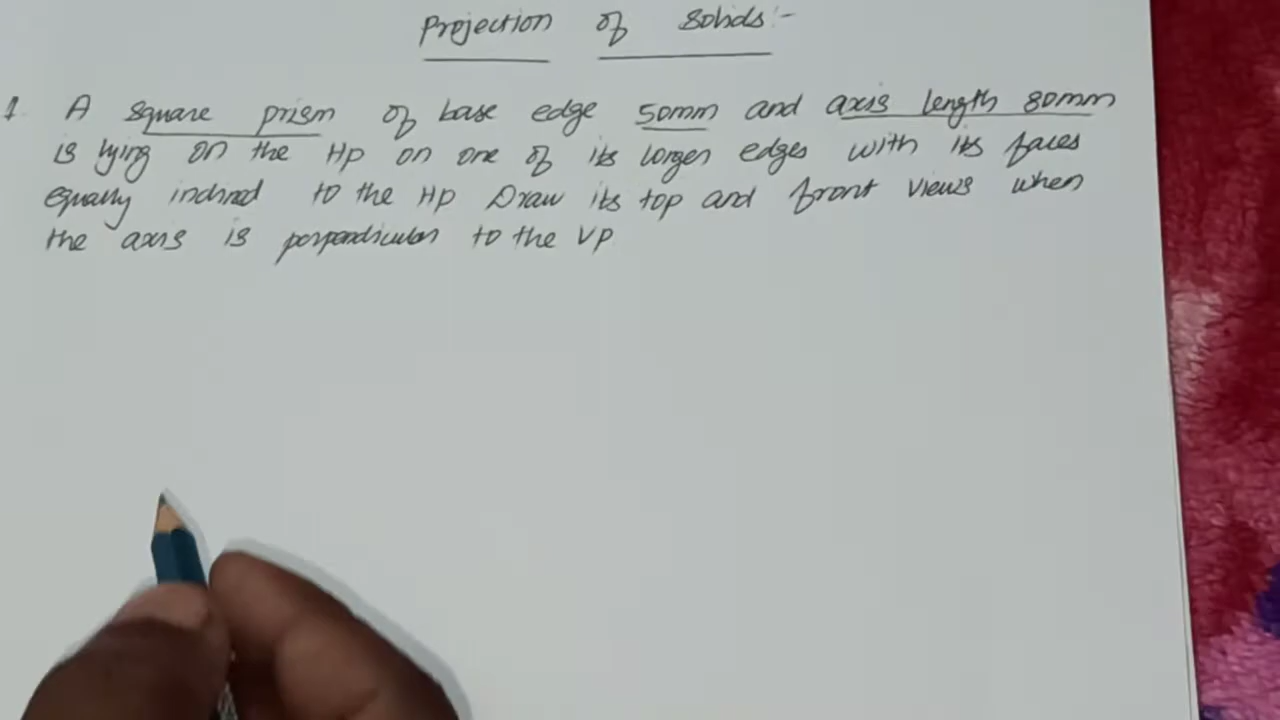 Projection of Solids:-
1. A square prism of base edge 50mm and axis length 80mm
is lying on the Hp on one of its longer edges with its faces
equally inclined to the Hp Draw its top and front views when
the axis is perpendicular to the VP